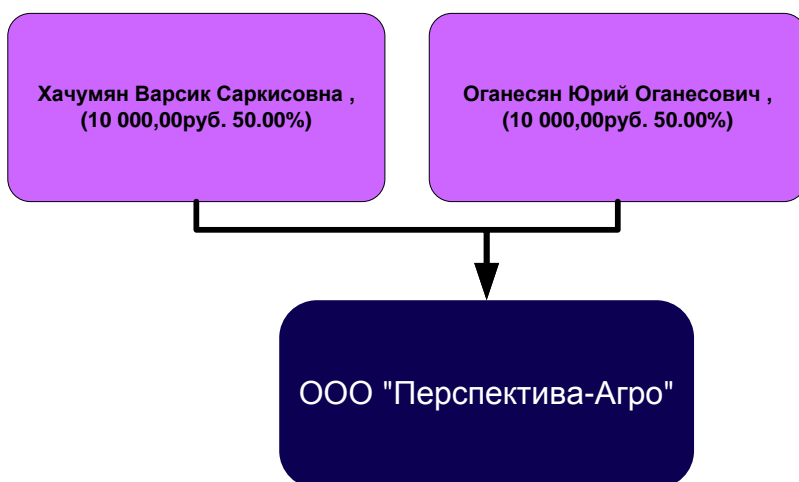 Хачумян Варсик Саркисовна ,
(10 000,00руб. 50.00%)
Оганесян Юрий Оганесович ,
(10 000,00руб. 50.00%)
ООО "Перспектива-Агро"